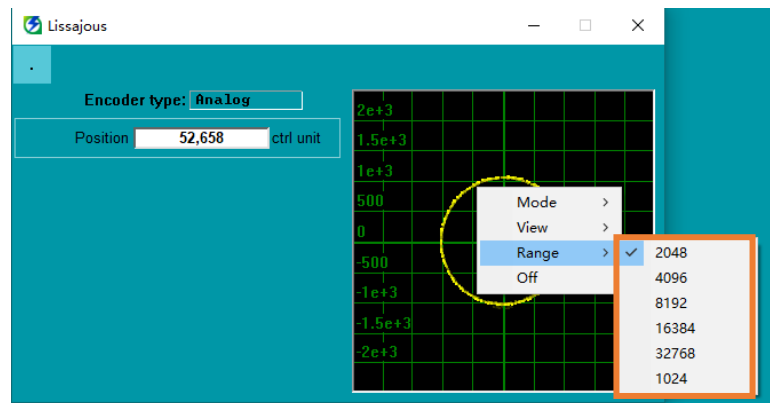 Lissajous
.
Encoder type: Analog
Position 52,658 ctrl unit
2e+3
1.5e+3
1e+3
500
0
-500
-1e+3
-1.5e+3
-2e+3
Mode
View
Range
Off
2048
4096
8192
16384
32768
1024